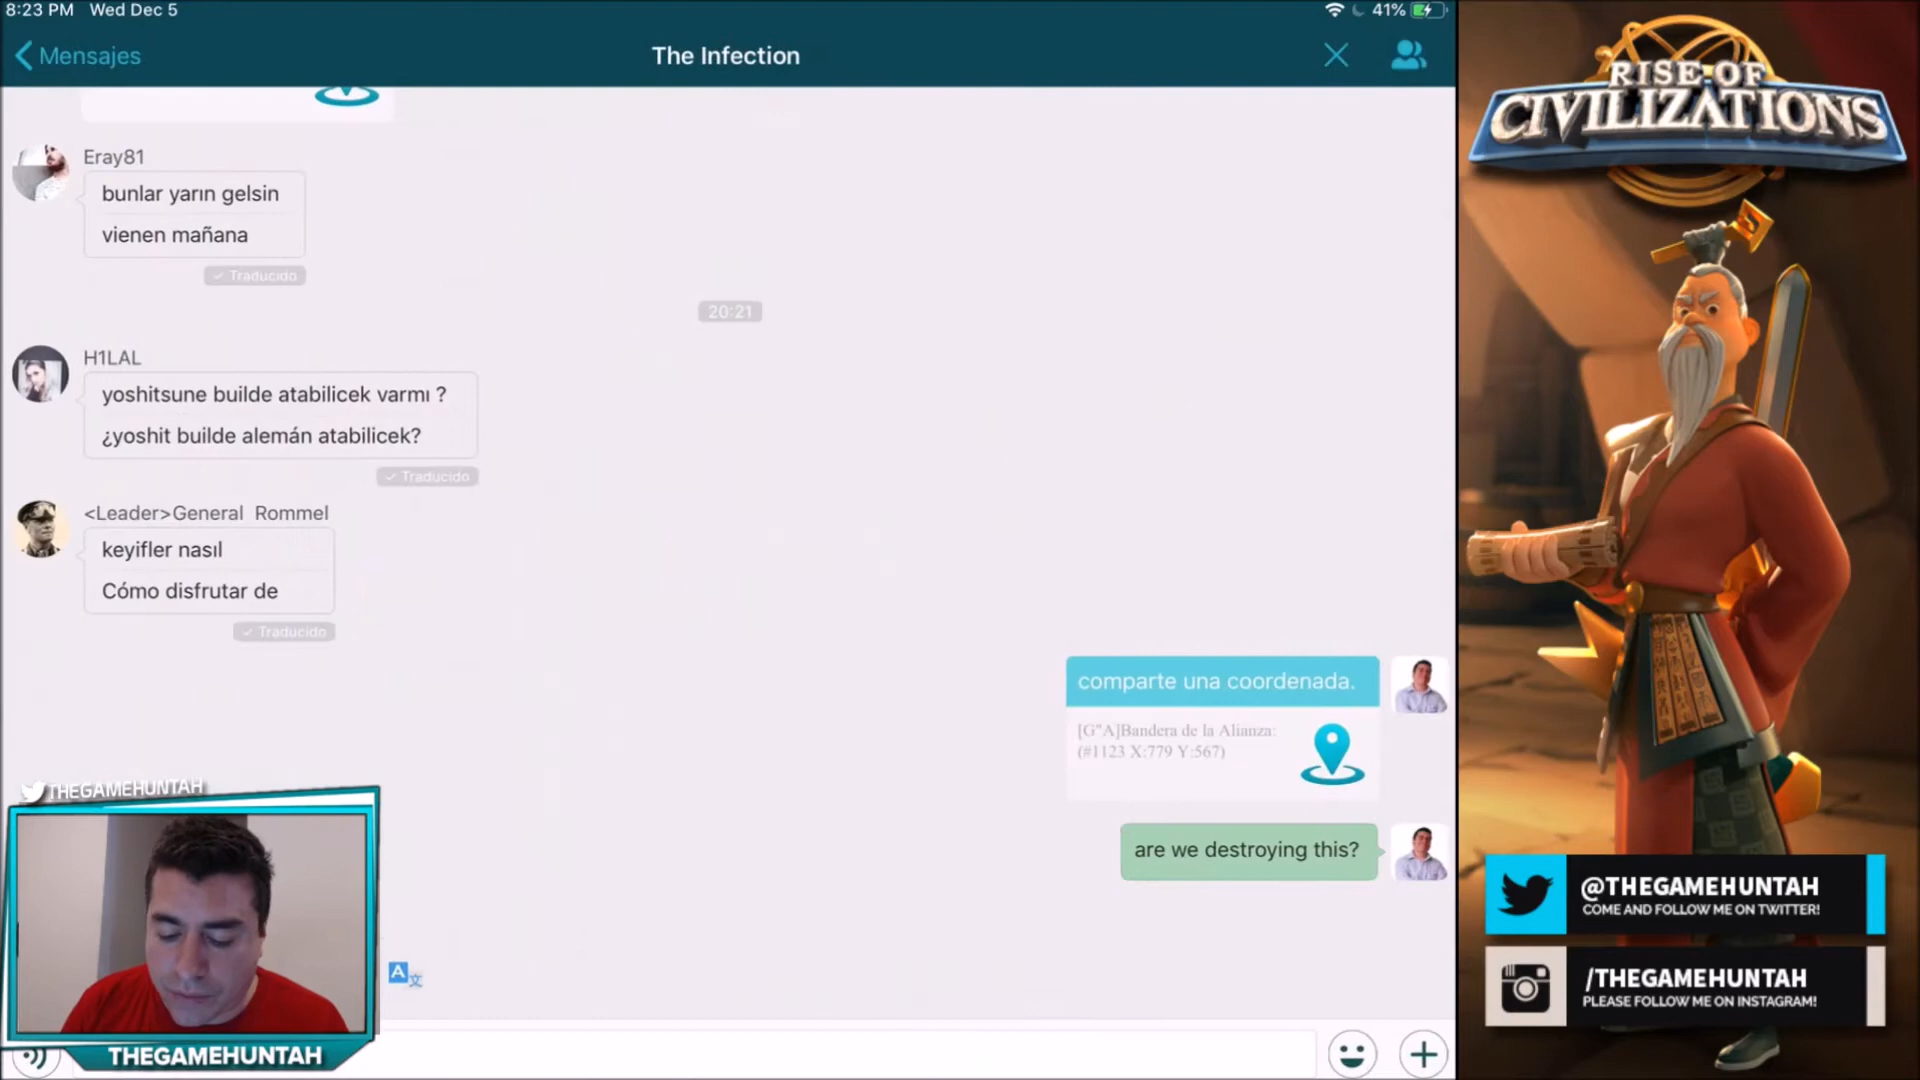 8:23 PM Wed Dec 5
41%
Mensajes
The Infection
Eray81
bunlar yarın gelsin
vienen mañana
✓ Traducido
20:21
H1LAL
yoshitsune builde atabilicek varmı ?
¿yoshit builde alemán atabilicek?
✓ Traducido
<Leader>General Rommel
keyifler nasıl
Cómo disfrutar de
✓ Traducido
comparte una coordenada.
[G"A]Bandera de la Alianza:
(#1123 X:779 Y:567)
are we destroying this?
THEGAMEHUNTAH
THEGAMEHUNTAH
RISE OF
CIVILIZATIONS
@THEGAMEHUNTAH
COME AND FOLLOW ME ON TWITTER!
/THEGAMEHUNTAH
PLEASE FOLLOW ME ON INSTAGRAM!